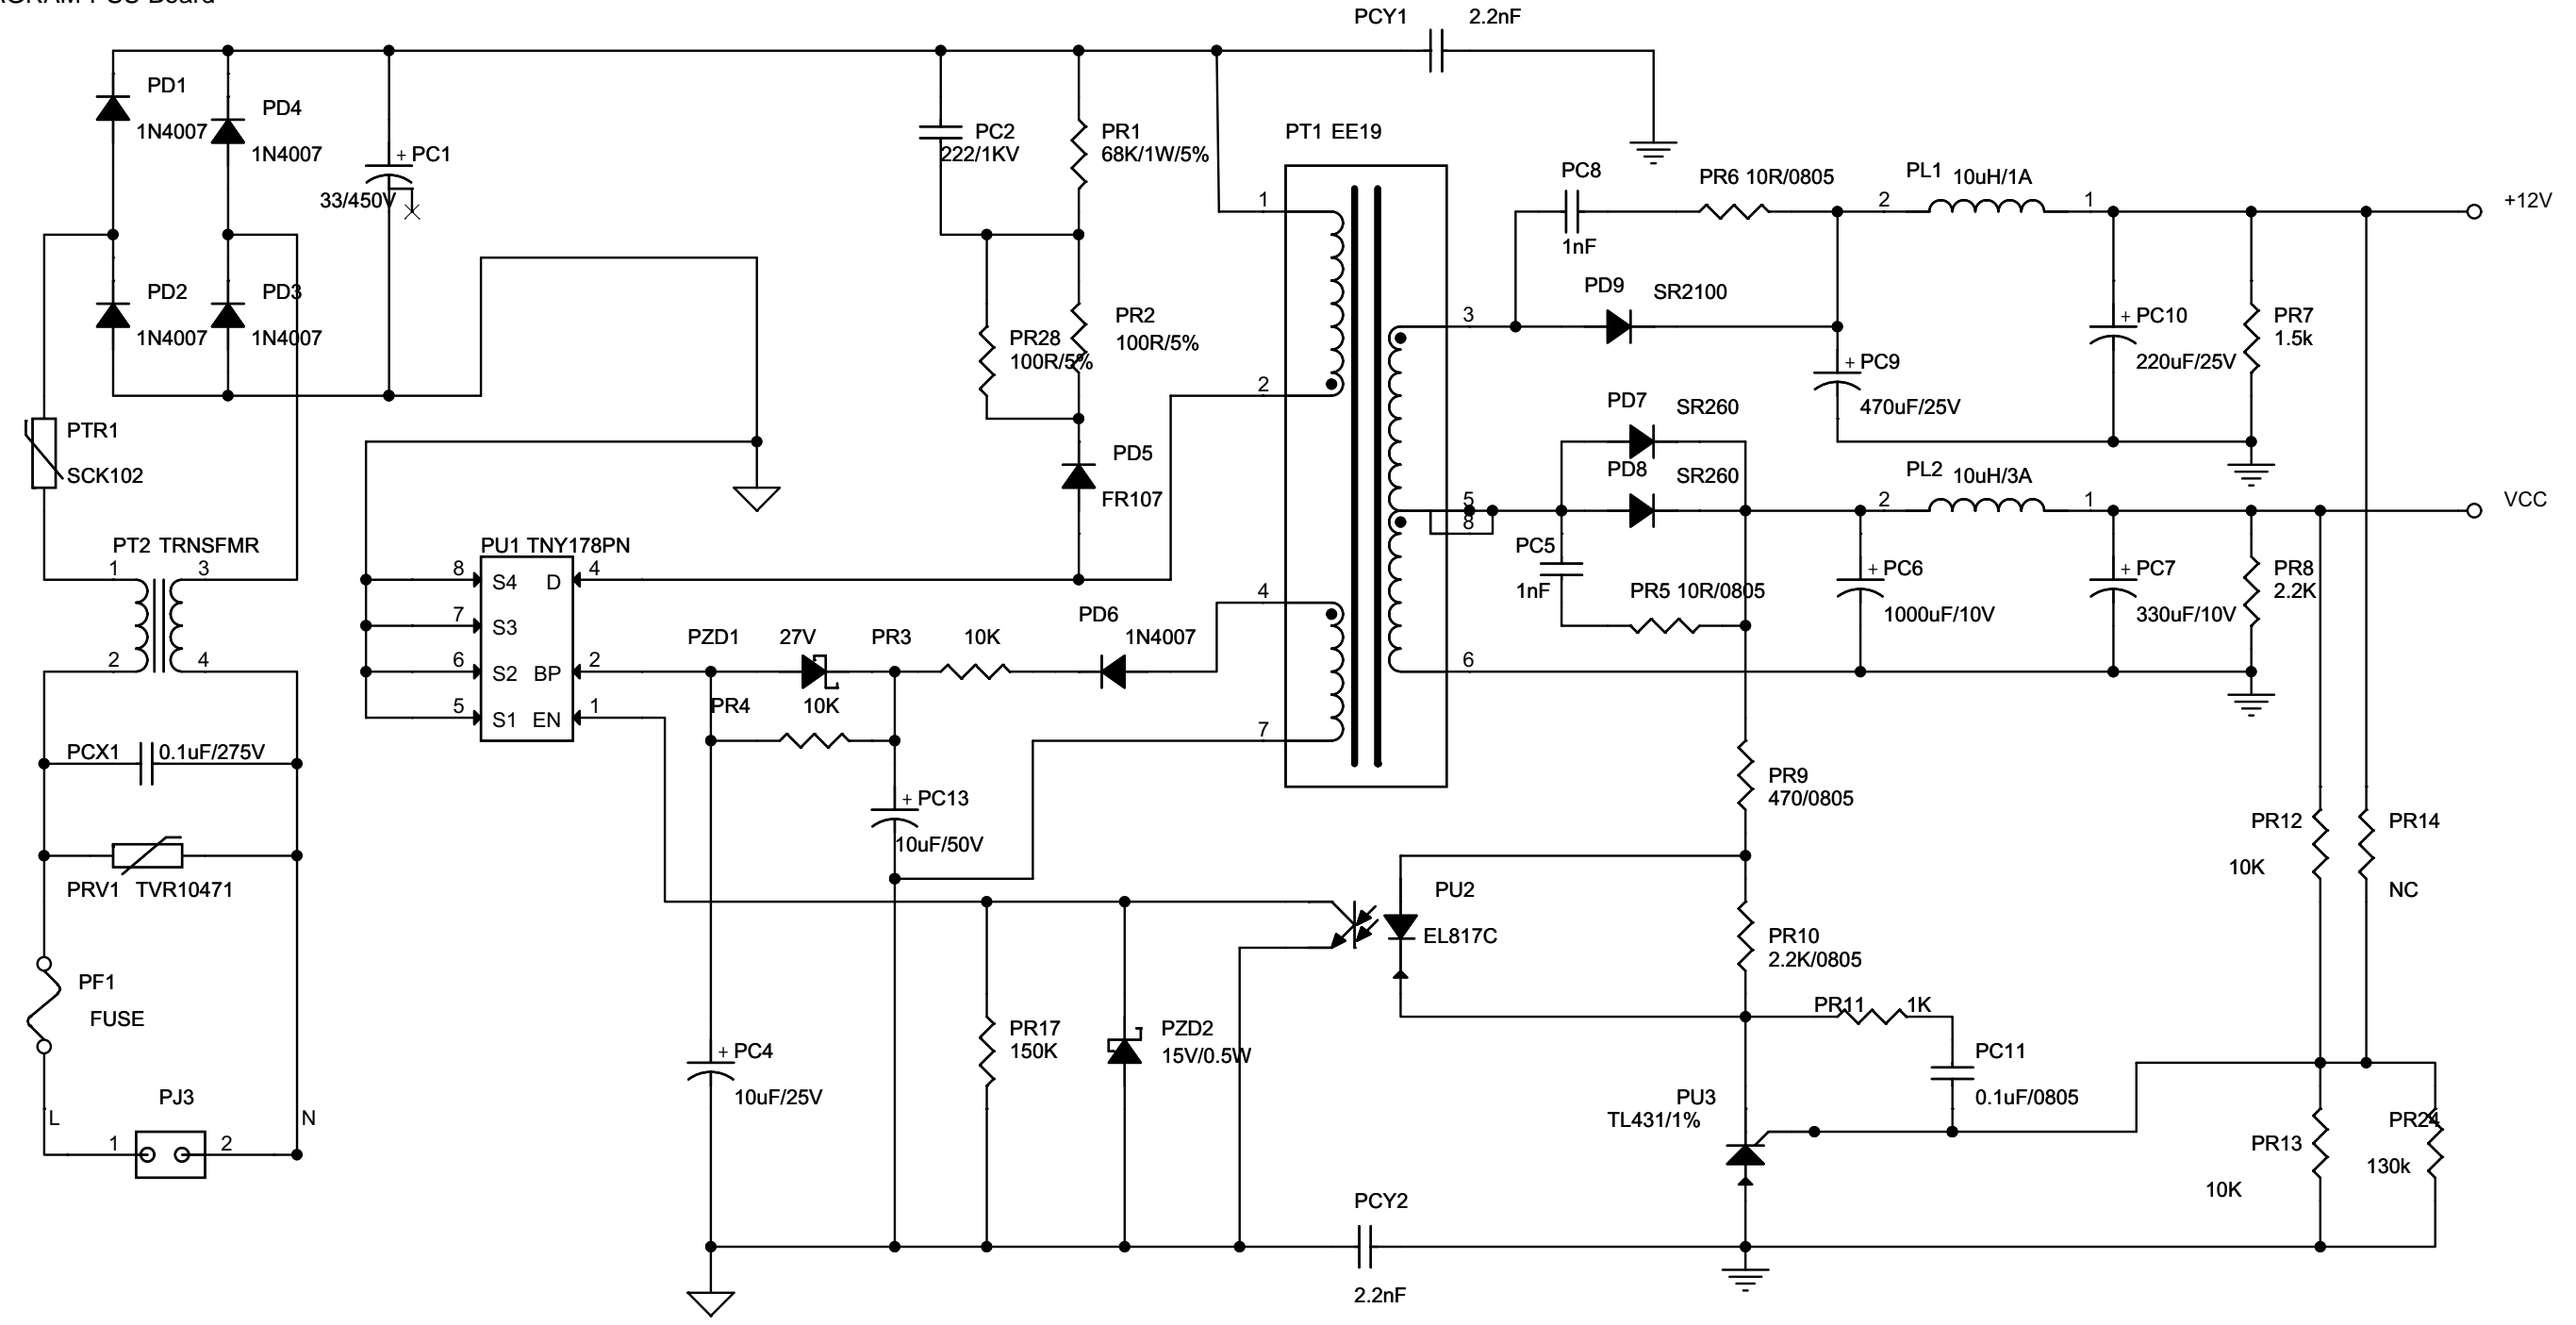 PCY1 2.2nF
PD1
1N4007
PD4
1N4007
+ PC1
33/450V
PC2
222/1KV
PR1
68K/1W/5%
PT1 EE19
1
2
4
7
3
5
8
6
PC8
1nF
PR6 10R/0805
2
PL1 10uH/1A
1
+12V
PD2
1N4007
PD3
1N4007
PR28
100R/5%
PR2
100R/5%
PD9 SR2100
+ PC9
470uF/25V
+ PC10
220uF/25V
PR7
1.5k
PTR1
SCK102
PD5
FR107
PD7 SR260
PD8 SR260
2
PL2 10uH/3A
1
VCC
PC5
1nF
PR5 10R/0805
+ PC6
1000uF/10V
+ PC7
330uF/10V
PR8
2.2K
PT2 TRNSFMR
1
3
2
4
PU1 TNY178PN
8 S4 D 4
7 S3
6 S2 BP 2
5 S1 EN 1
PZD1 27V
PR3 10K
PD6
1N4007
PR4 10K
+ PC13
10uF/50V
PCX1 0.1uF/275V
PRV1 TVR10471
PF1
FUSE
PJ3
L
N
1
2
PR9
470/0805
PU2
EL817C
PR10
2.2K/0805
PR12
10K
PR14
NC
+ PC4
10uF/25V
PR17
150K
PZD2
15V/0.5W
PR11 1K
PC11
0.1uF/0805
PU3
TL431/1%
PR13
10K
PR24
130k
PCY2
2.2nF